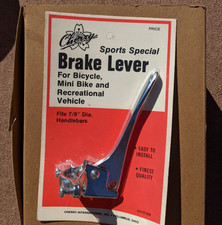 Cherry
PRICE
Sports Special
Brake Lever
For Bicycle,
Mini Bike and
Recreational
Vehicle
Fits 7/8" Dia.
Handlebars
• EASY TO
INSTALL
• FINEST
QUALITY